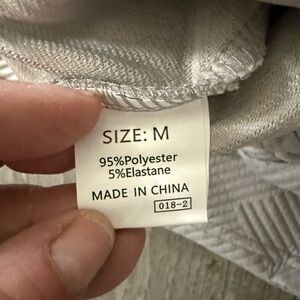 SIZE: M
95%Polyester
5%Elastane
MADE IN CHINA
018-2